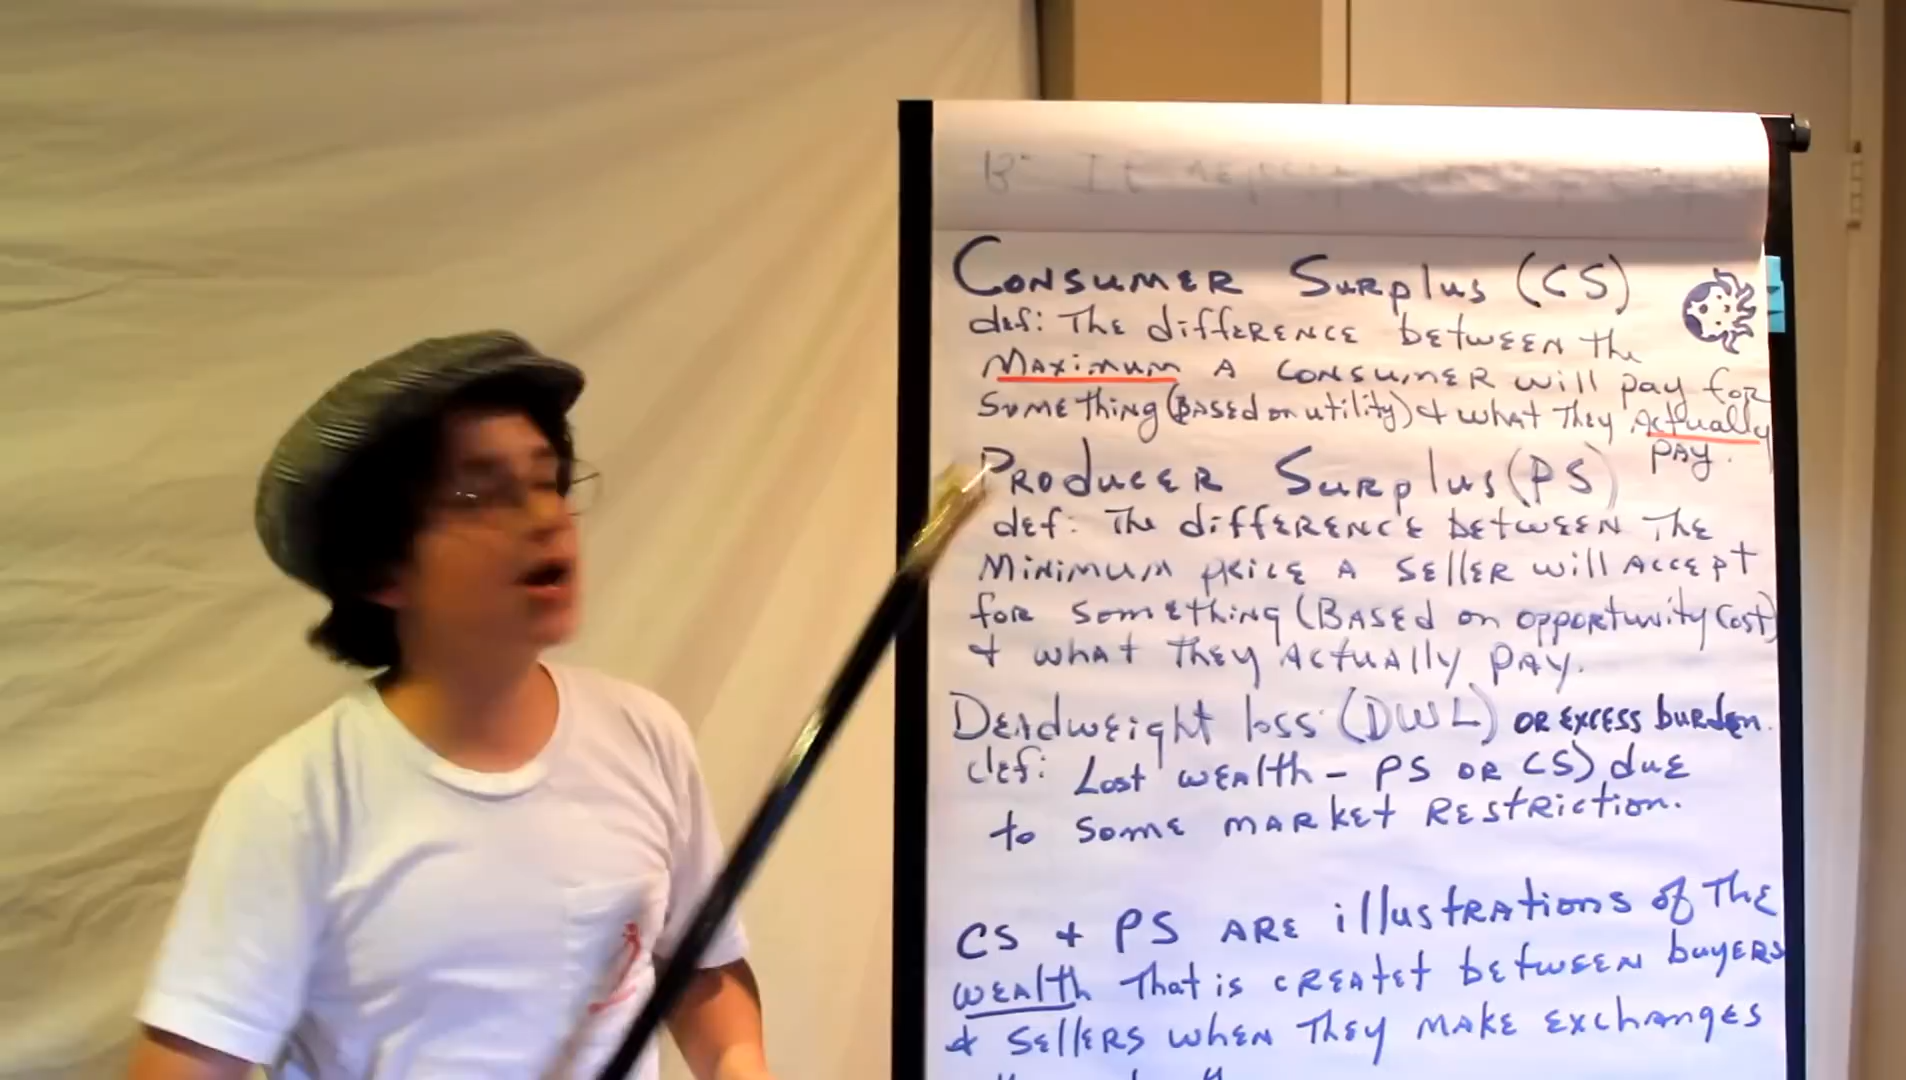 Consumer Surplus (CS)
def: The difference between the
Maximum a consumer will pay for
something (based on utility) & what they actually
pay.
Producer Surplus (PS)
def: The difference between the
minimum price a seller will accept
for something (Based on opportunity cost)
& what they actually pay.
Deadweight loss (DWL) or excess burden.
def: Lost wealth - PS or CS) due
to some market restriction.
CS & PS are illustrations of the
wealth that is createt between buyers
& sellers when they make exchanges